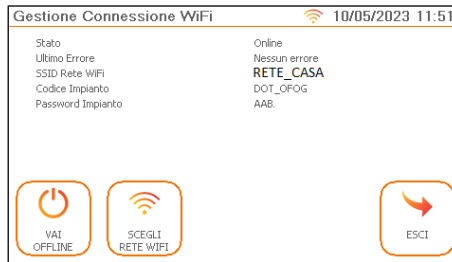 Gestione Connessione WiFi 10/05/2023 11:51
Stato Online
Ultimo Errore Nessun errore
SSID Rete WiFi RETE_CASA
Codice Impianto DOT_OFOG
Password Impianto AAB.
VAI
OFFLINE
SCEGLI
RETE WIFI
ESCI